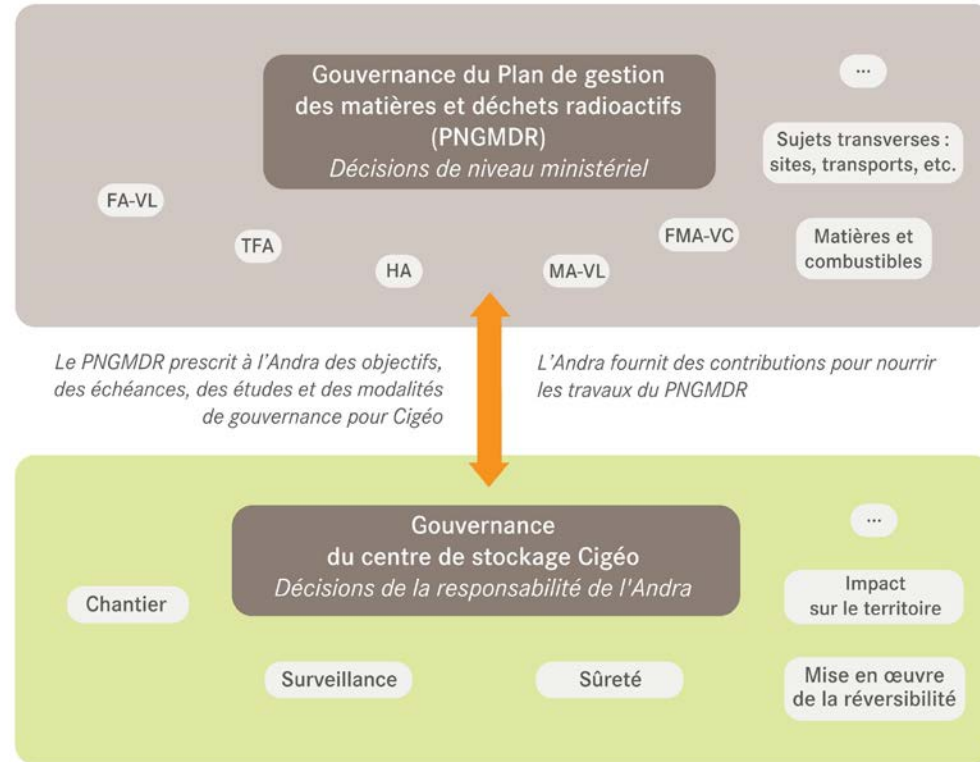 Gouvernance du Plan de gestion
des matières et déchets radioactifs
(PNGMDR)
Décisions de niveau ministériel
...
Sujets transverses :
sites, transports, etc.
FA-VL
TFA
HA
MA-VL
FMA-VC
Matières et
combustibles
Le PNGMDR prescrit à l'Andra des objectifs,
des échéances, des études et des modalités
de gouvernance pour Cigéo
L'Andra fournit des contributions pour nourrir
les travaux du PNGMDR
Gouvernance
du centre de stockage Cigéo
Décisions de la responsabilité de l'Andra
...
Chantier
Impact
sur le territoire
Surveillance
Sûreté
Mise en œuvre
de la réversibilité